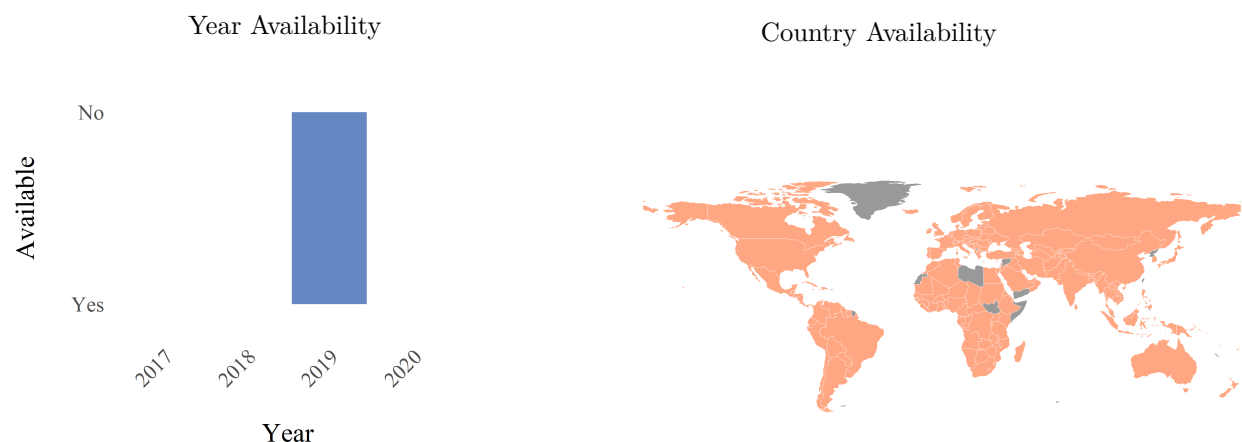 Year Availability
Country Availability
No
Available
Yes
2017
2018
2019
2020
Year